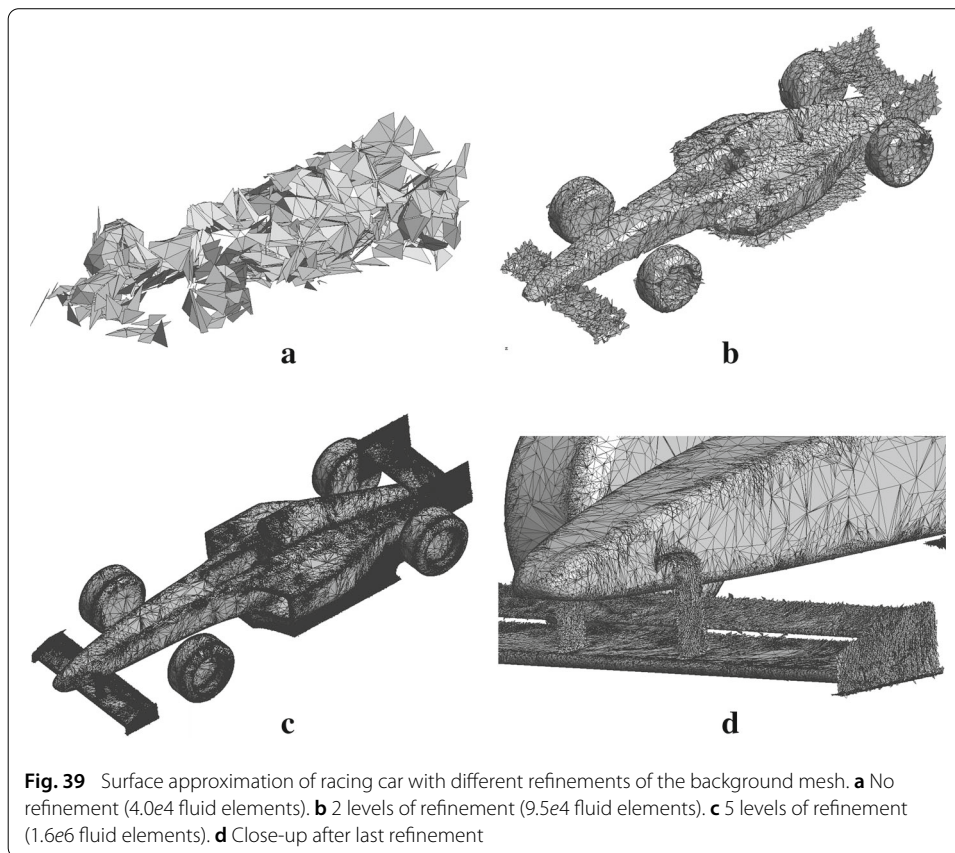 a
b
c
d
Fig. 39 Surface approximation of racing car with different refinements of the background mesh. a No
refinement (4.0e4 fluid elements). b 2 levels of refinement (9.5e4 fluid elements). c 5 levels of refinement
(1.6e6 fluid elements). d Close-up after last refinement